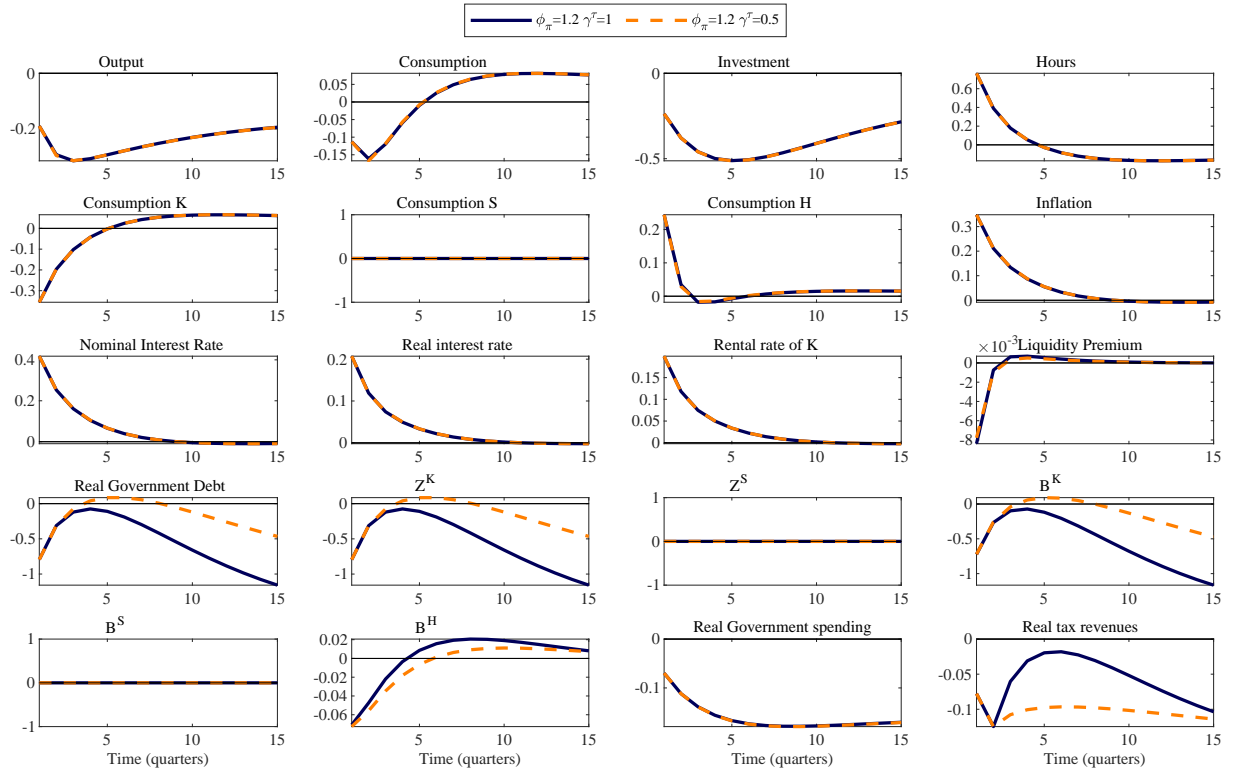 φ_π=1.2 γ^τ=1 φ_π=1.2 γ^τ=0.5
Output Consumption Investment Hours
0 -0.2 5 10 15
0.05 0 -0.05 -0.1 -0.15 5 10 15
0 -0.5 5 10 15
0.6 0.4 0.2 0 5 10 15
Consumption K Consumption S Consumption H Inflation
0 -0.1 -0.2 -0.3 5 10 15
1 0 -1 5 10 15
0.2 0.1 0 5 10 15
0.3 0.2 0.1 0 5 10 15
Nominal Interest Rate Real interest rate Rental rate of K ×10^-3 Liquidity Premium
0.4 0.2 0 5 10 15
0.2 0.1 0 5 10 15
0.15 0.1 0.05 0 5 10 15
0 -2 -4 -6 -8 5 10 15
Real Government Debt Z^K Z^S B^K
0 -0.5 -1 5 10 15
0 -0.5 -1 5 10 15
1 0 -1 5 10 15
0 -0.5 -1 5 10 15
B^S B^H Real Government spending Real tax revenues
1 0 -1 5 10 15
0.02 0 -0.02 -0.04 -0.06 5 10 15
0 -0.1 5 10 15
0 -0.05 -0.1 5 10 15
Time (quarters) Time (quarters) Time (quarters) Time (quarters)